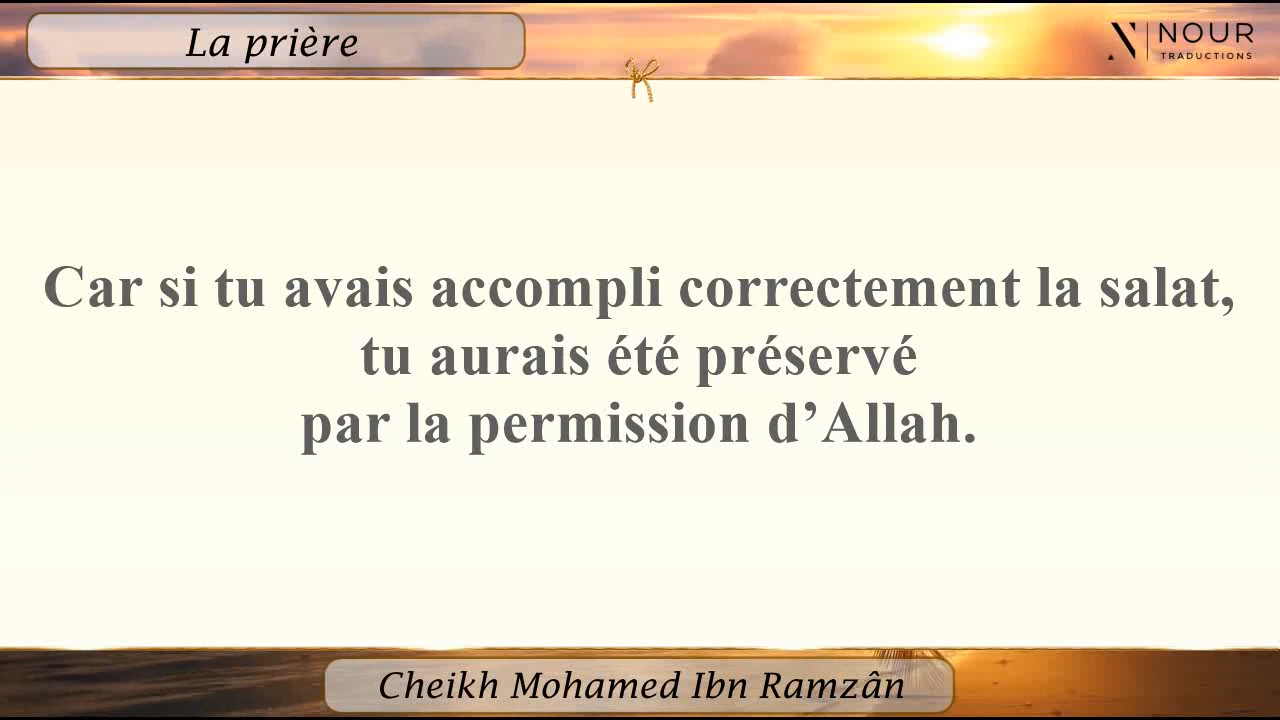 La prière
NOUR
TRADUCTIONS
Car si tu avais accompli correctement la salat,
tu aurais été préservé
par la permission d’Allah.
Cheikh Mohamed Ibn Ramzân